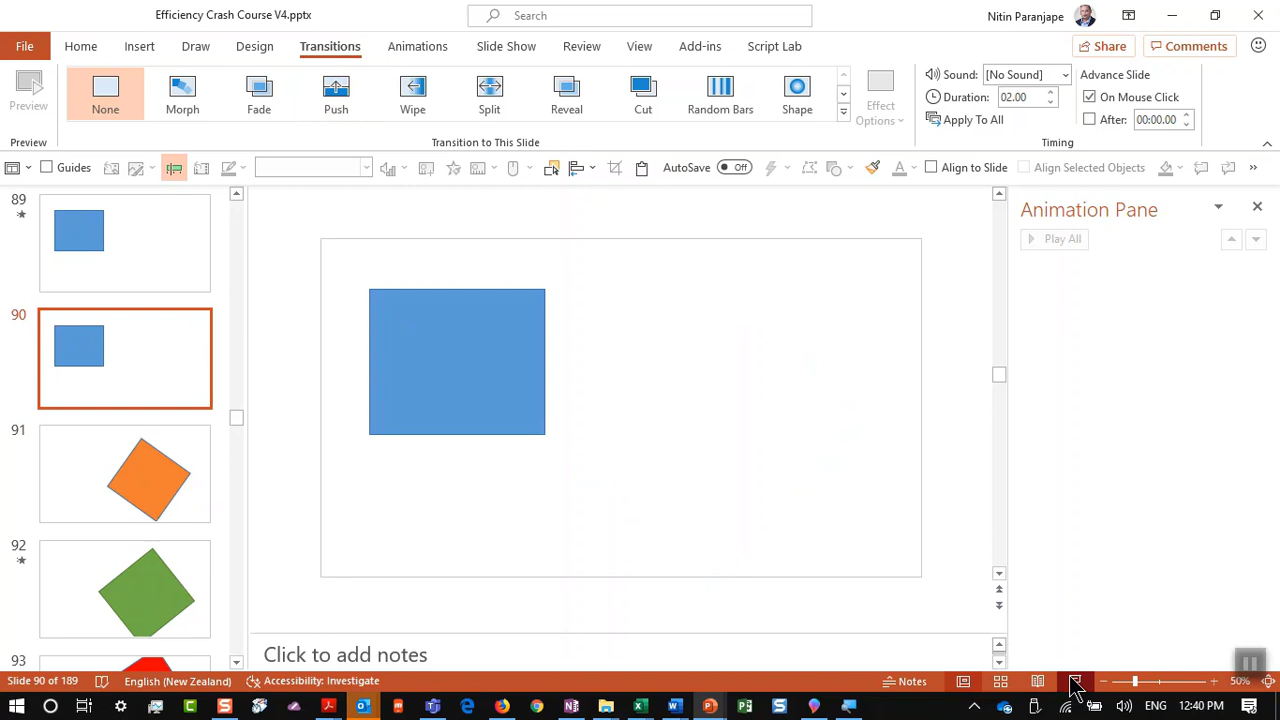 Efficiency Crash Course V4.pptx
Search
Nitin Paranjape
File Home Insert Draw Design Transitions Animations Slide Show Review View Add-ins Script Lab
Share Comments
Preview
None Morph Fade Push Wipe Split Reveal Cut Random Bars Shape
Effect Options
Sound: [No Sound]
Duration: 02.00
Apply To All
Advance Slide
On Mouse Click
After: 00:00.00
Preview
Transition to This Slide
Timing
Guides
AutoSave Off
Align to Slide
Align Selected Objects
89
90
91
92
93
Animation Pane
Play All
Click to add notes
Slide 90 of 189
English (New Zealand)
Accessibility: Investigate
Notes
50%
ENG
12:40 PM